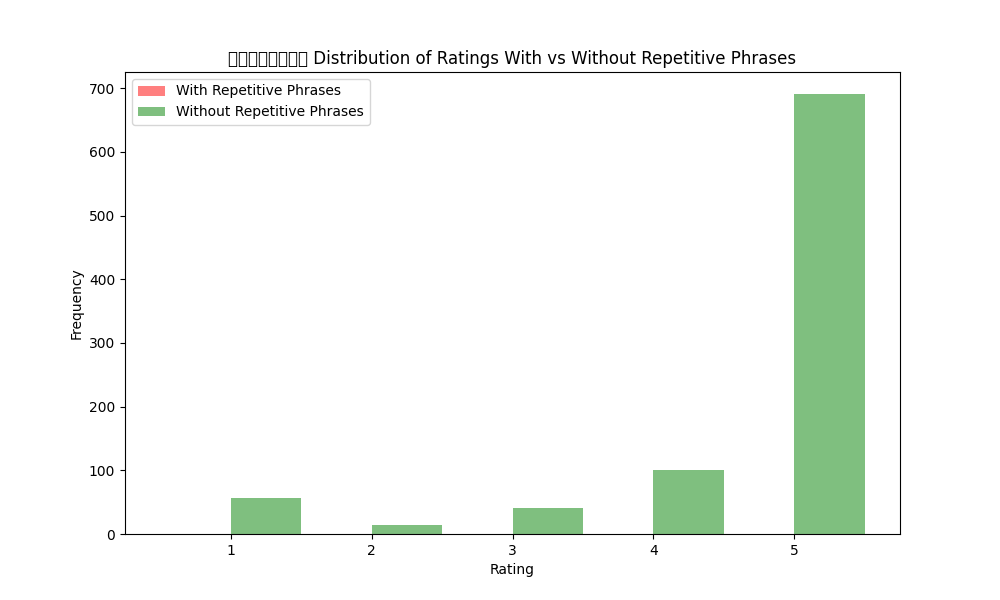 Distribution of Ratings With vs Without Repetitive Phrases
With Repetitive Phrases
Without Repetitive Phrases
700
600
500
400
300
200
100
0
Frequency
1 2 3 4 5
Rating